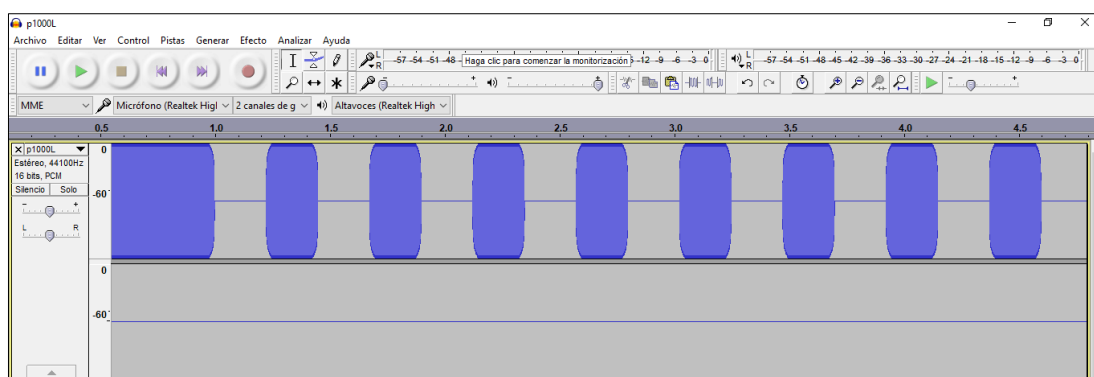 p1000L
Archivo Editar Ver Control Pistas Generar Efecto Analizar Ayuda
L
R
-57 -54 -51 -48 - Haga clic para comenzar la monitorización -12 -9 -6 -3 0
L
R
-57 -54 -51 -48 -45 -42 -39 -36 -33 -30 -27 -24 -21 -18 -15 -12 -9 -6 -3 0
- +
- +
- +
MME Micrófono (Realtek Higl 2 canales de g Altavoces (Realtek High
0.5 1.0 1.5 2.0 2.5 3.0 3.5 4.0 4.5
p1000L
Estéreo, 44100Hz
16 bits, PCM
Silencio Solo
- +
L R
0
-60
0
-60